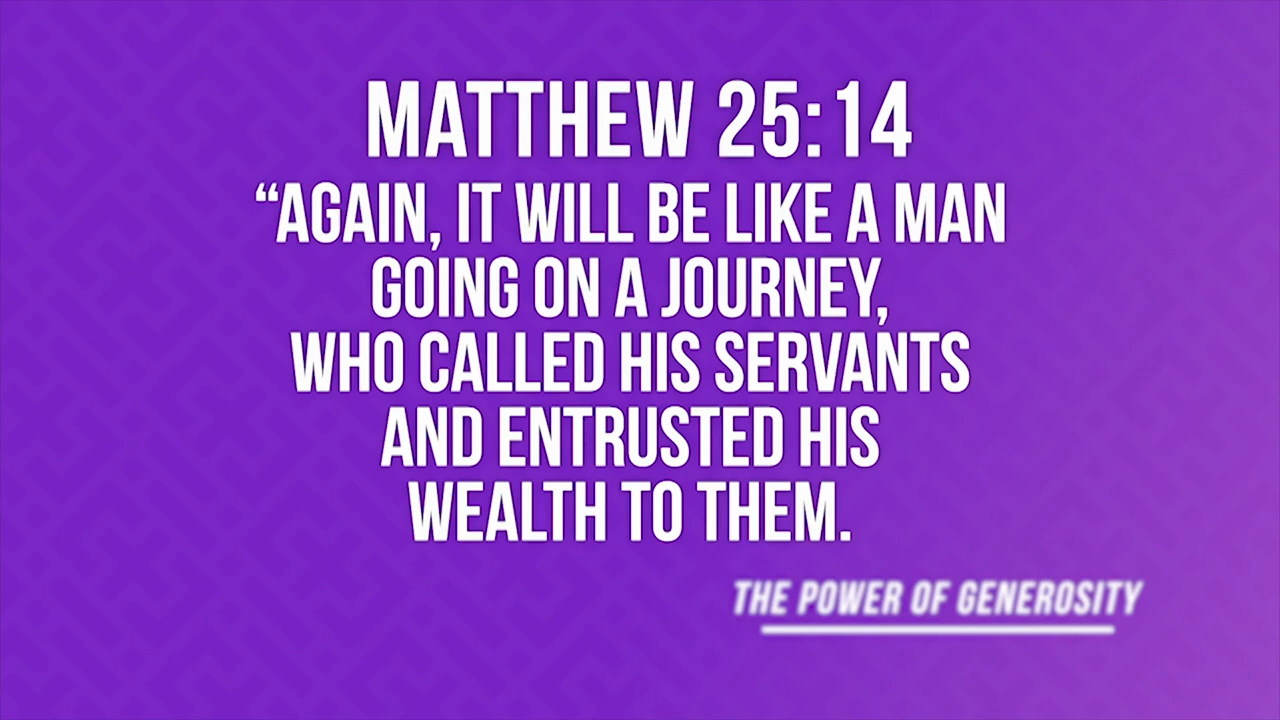 MATTHEW 25:14
“AGAIN, IT WILL BE LIKE A MAN
GOING ON A JOURNEY,
WHO CALLED HIS SERVANTS
AND ENTRUSTED HIS
WEALTH TO THEM.
THE POWER OF GENEROSITY